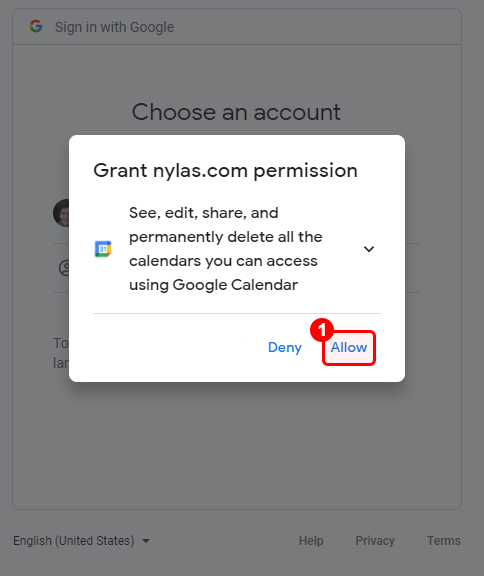 Sign in with Google
Choose an account
Grant nylas.com permission
31
See, edit, share, and
permanently delete all the
calendars you can access
using Google Calendar
1
Deny
Allow
To
lan
English (United States)
Help
Privacy
Terms